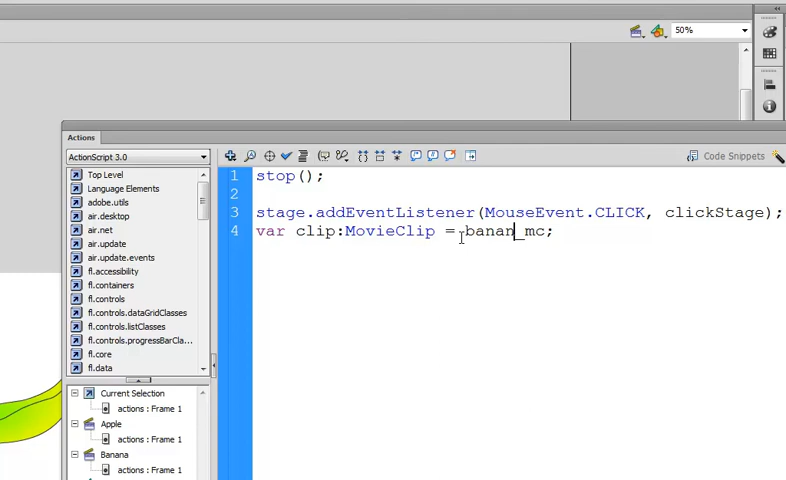 50%
Actions
ActionScript 3.0
Code Snippets
Top Level
Language Elements
adobe.utils
air.desktop
air.net
air.update
air.update.events
fl.accessibility
fl.containers
fl.controls
fl.controls.dataGridClasses
fl.controls.listClasses
fl.controls.progressBarCla...
fl.core
fl.data
Current Selection
actions : Frame 1
Apple
actions : Frame 1
Banana
actions : Frame 1
1 stop();
2
3 stage.addEventListener(MouseEvent.CLICK, clickStage);
4 var clip:MovieClip = banan_mc;